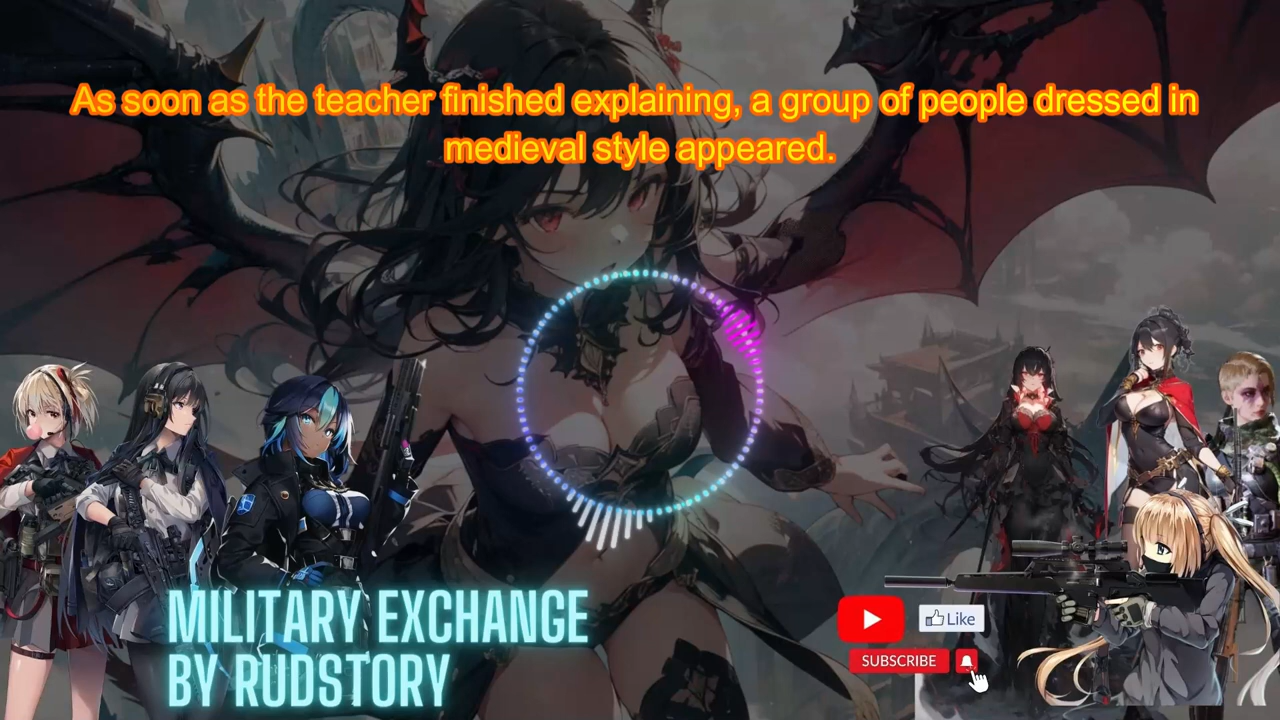 As soon as the teacher finished explaining, a group of people dressed in
medieval style appeared.
MILITARY EXCHANGE
BY RUDSTORY
Like
SUBSCRIBE